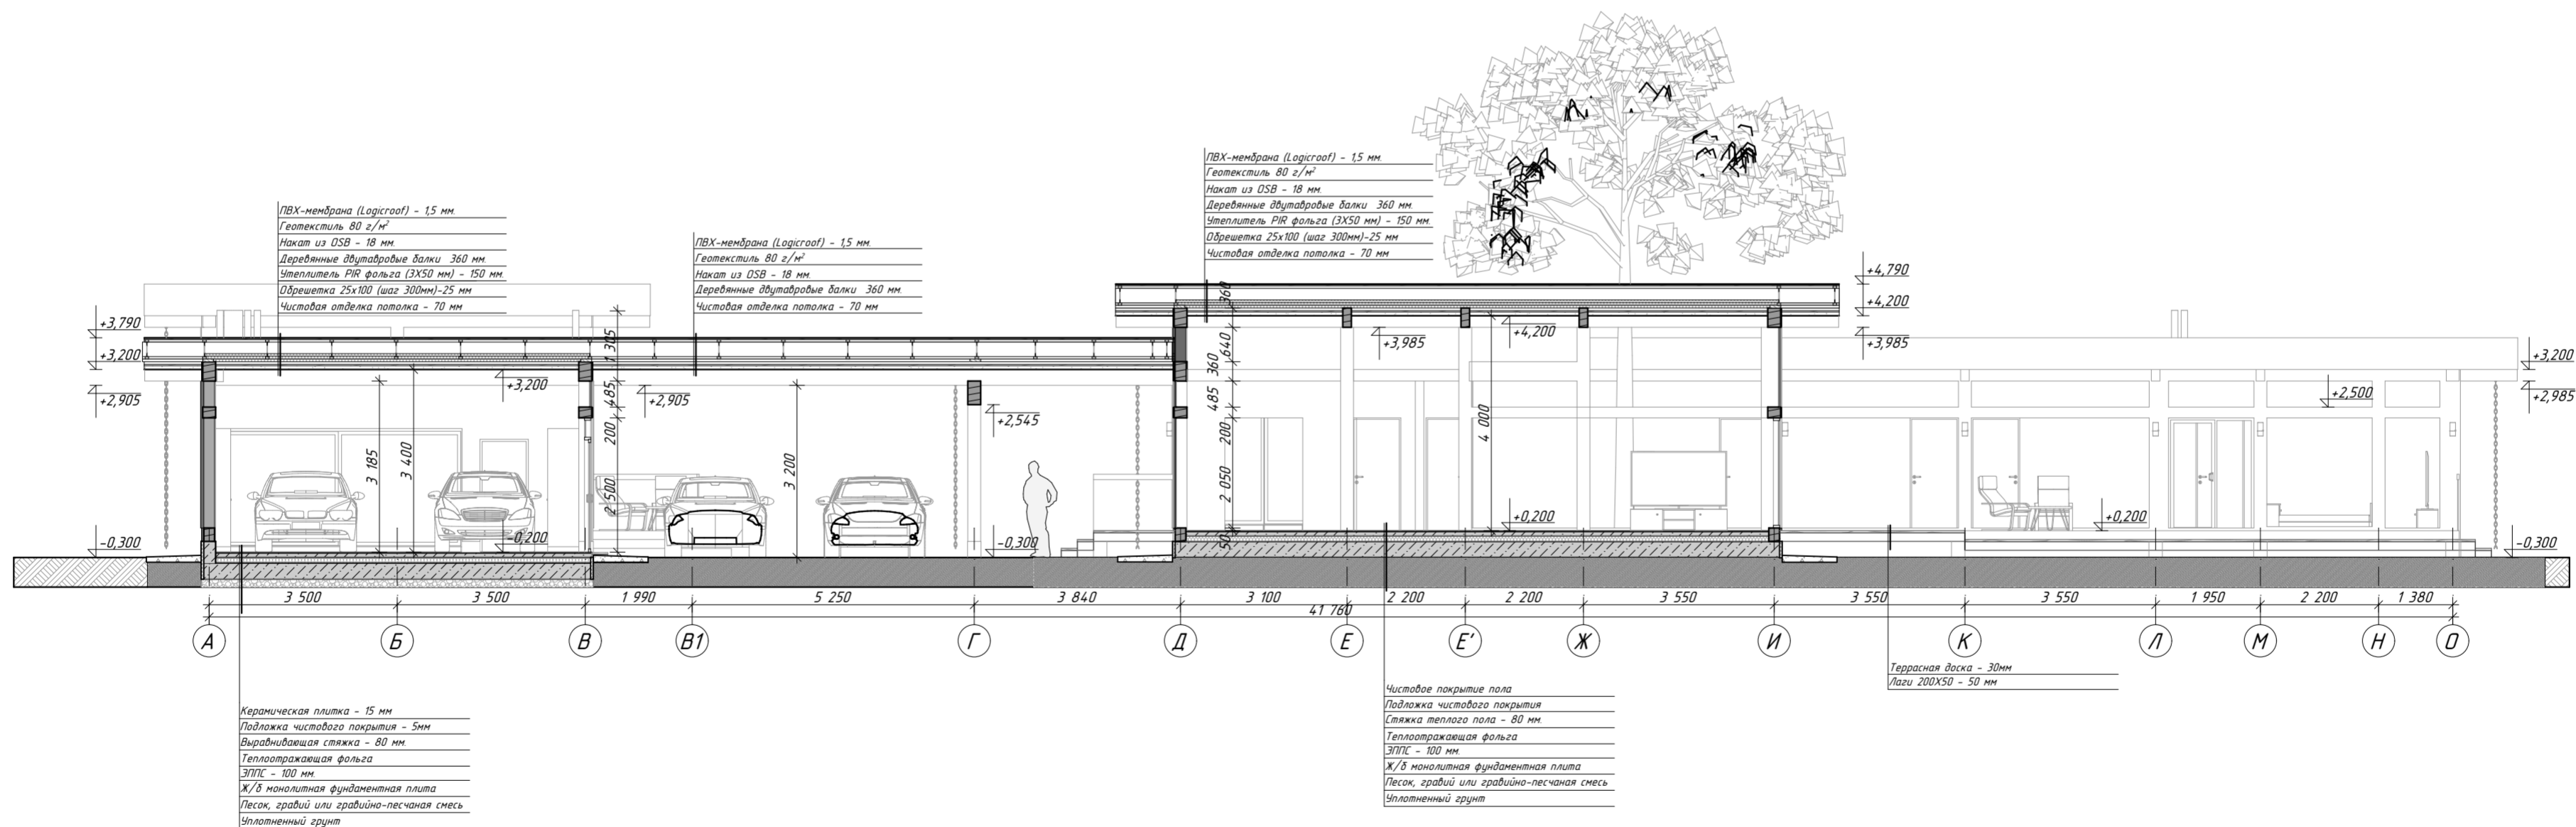 ПВХ-мембрана (Logicroof) - 1,5 мм.
Геотекстиль 80 г/м²
Накат из OSB - 18 мм.
Деревянные двутавровые балки 360 мм.
Утеплитель PIR фольга (3Х50 мм) - 150 мм.
Обрешетка 25х100 (шаг 300мм)-25 мм
Чистовая отделка потолка - 70 мм
ПВХ-мембрана (Logicroof) - 1,5 мм.
Геотекстиль 80 г/м²
Накат из OSB - 18 мм.
Деревянные двутавровые балки 360 мм.
Чистовая отделка потолка - 70 мм
ПВХ-мембрана (Logicroof) - 1,5 мм.
Геотекстиль 80 г/м²
Накат из OSB - 18 мм.
Деревянные двутавровые балки 360 мм.
Утеплитель PIR фольга (3Х50 мм) - 150 мм.
Обрешетка 25х100 (шаг 300мм)-25 мм
Чистовая отделка потолка - 70 мм
+3,790
+3,200
+2,905
-0,300
3 185
3 400
+3,200
-0,200
1 305
485
200
2 500
+2,905
3 200
+2,545
-0,300
360
640
360
485
200
2 050
50
+3,985
+4,200
4 000
+0,200
+4,790
+4,200
+3,985
+0,200
+2,500
+3,200
+2,985
-0,300
3 500
3 500
1 990
5 250
3 840
3 100
2 200
2 200
3 550
3 550
3 550
1 950
2 200
1 380
41 760
А
Б
В
В1
Г
Д
Е
Е'
Ж
И
К
Л
М
Н
О
Керамическая плитка - 15 мм
Подложка чистового покрытия - 5мм
Выравнивающая стяжка - 80 мм.
Теплоотражающая фольга
ЭППС - 100 мм.
Ж/б монолитная фундаментная плита
Песок, гравий или гравийно-песчаная смесь
Уплотненный грунт
Чистовое покрытие пола
Подложка чистового покрытия
Стяжка теплого пола - 80 мм.
Теплоотражающая фольга
ЭППС - 100 мм.
Ж/б монолитная фундаментная плита
Песок, гравий или гравийно-песчаная смесь
Уплотненный грунт
Террасная доска - 30мм
Лаги 200Х50 - 50 мм